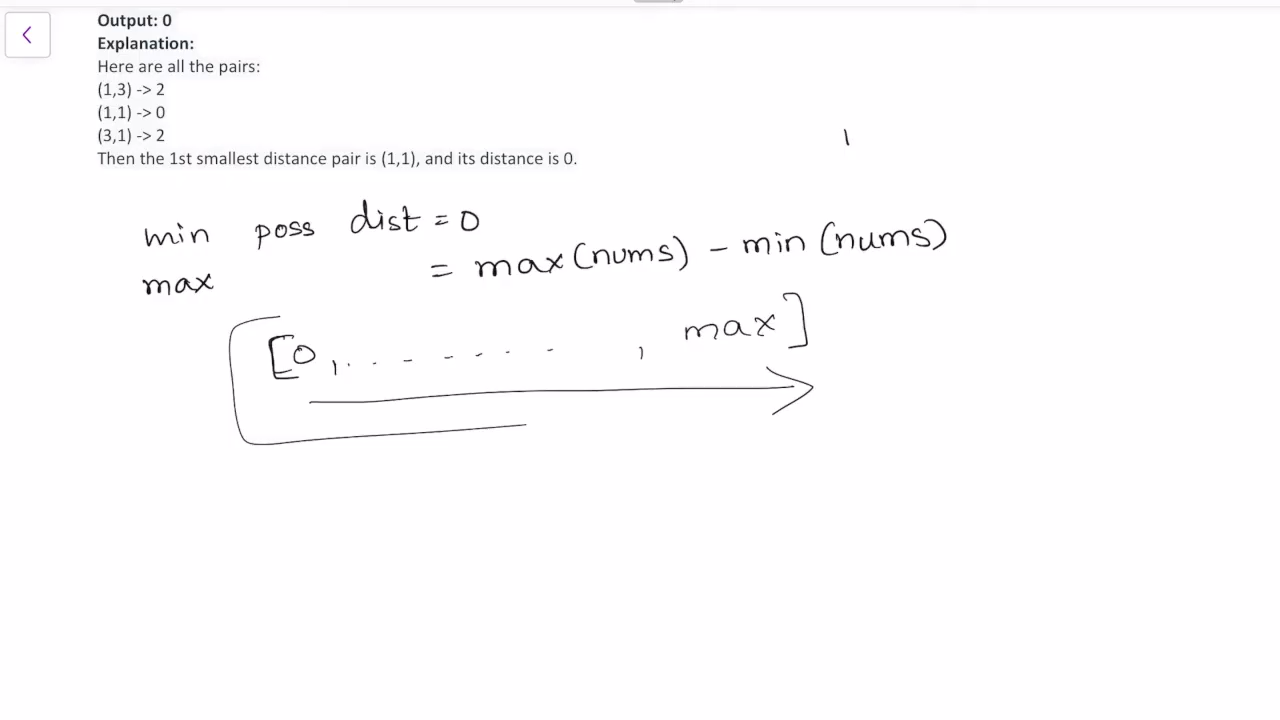 Output: 0
Explanation:
Here are all the pairs:
(1,3) -> 2
(1,1) -> 0
(3,1) -> 2
Then the 1st smallest distance pair is (1,1), and its distance is 0.
min poss dist = 0
max = max(nums) - min(nums)
[0, . . . . . . . , max]